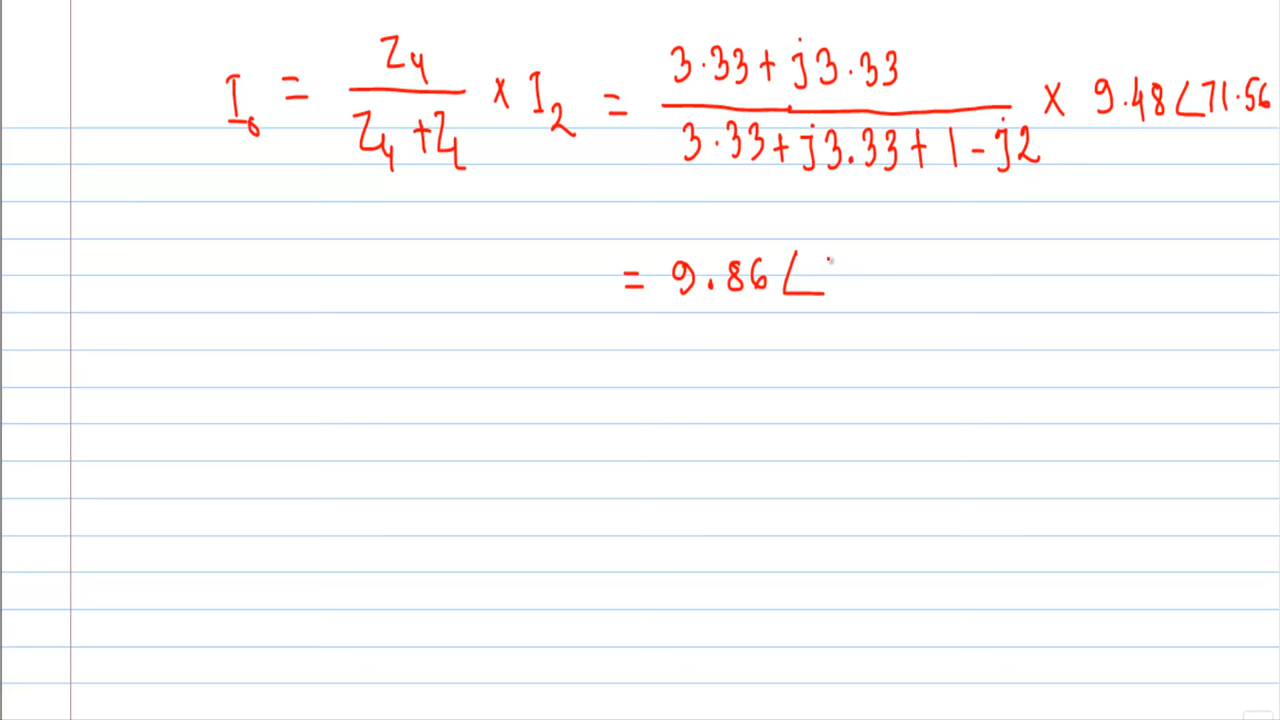 I₀ = Z₄ / (Z₄ + Z_L) × I₂ = (3.33 + j3.33) / (3.33 + j3.33 + 1 - j2) × 9.48∠71.56
= 9.86∠